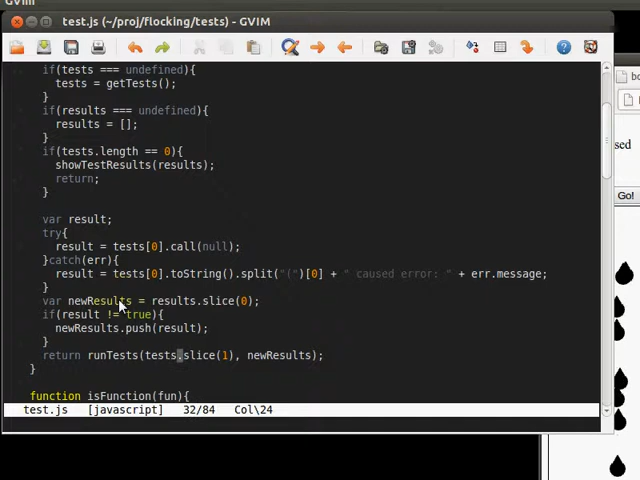 GVim
test.js (~/proj/flocking/tests) - GVIM
if(tests === undefined){
tests = getTests();
}
if(results === undefined){
results = [];
}
if(tests.length == 0){
showTestResults(results);
return;
}
var result;
try{
result = tests[0].call(null);
}catch(err){
result = tests[0].toString().split("(")[0] + " caused error: " + err.message;
}
var newResults = results.slice(0);
if(result != true){
newResults.push(result);
}
return runTests(tests.slice(1), newResults);
}
function isFunction(fun){
test.js [javascript] 32/84 Col\24
sed
Go!